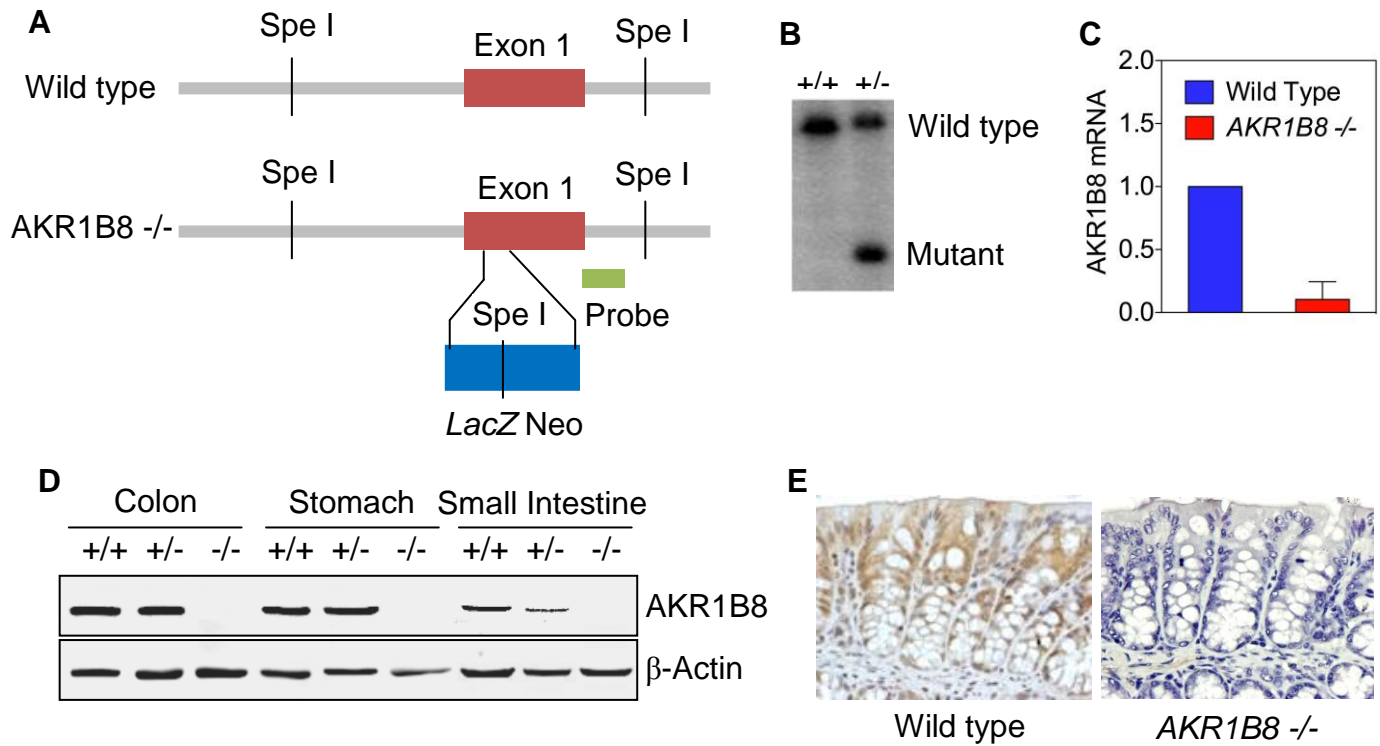 A
Spe I
Exon 1
Spe I
Wild type
Spe I
Exon 1
Spe I
AKR1B8 -/-
Spe I
Probe
LacZ Neo
B
+/+ +/-
Wild type
Mutant
C
AKR1B8 mRNA
2.0
1.5
1.0
0.5
0.0
Wild Type
AKR1B8 -/-
D
Colon Stomach Small Intestine
+/+ +/- -/- +/+ +/- -/- +/+ +/- -/-
AKR1B8
β-Actin
E
Wild type
AKR1B8 -/-